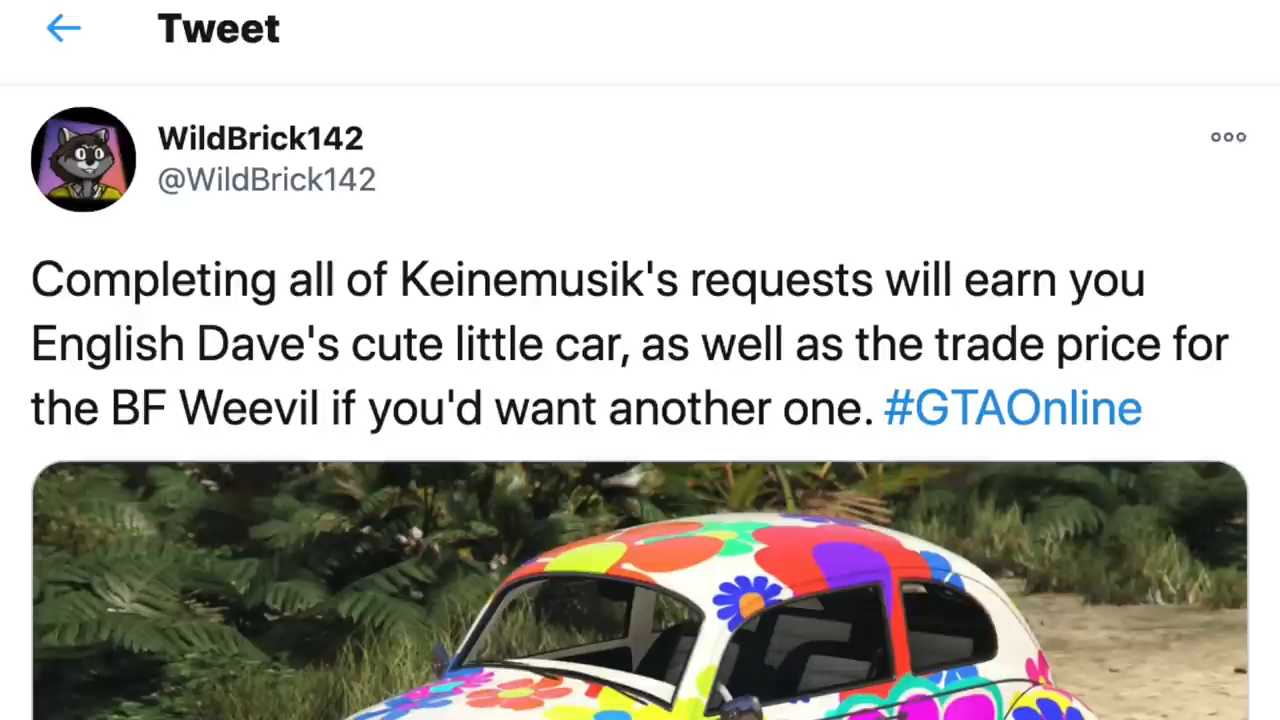 Tweet
WildBrick142
@WildBrick142
Completing all of Keinemusik's requests will earn you
English Dave's cute little car, as well as the trade price for
the BF Weevil if you'd want another one. #GTAOnline